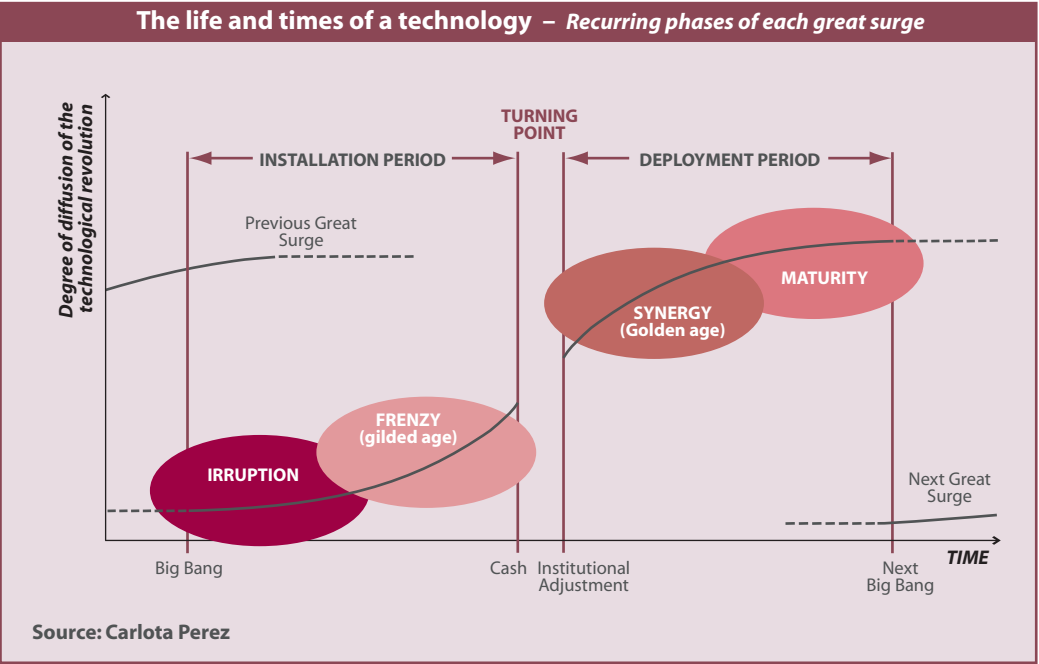 The life and times of a technology – Recurring phases of each great surge
Degree of diffusion of the
technological revolution
TURNING
POINT
INSTALLATION PERIOD
DEPLOYMENT PERIOD
Previous Great
Surge
MATURITY
SYNERGY
(Golden age)
FRENZY
(gilded age)
IRRUPTION
Next Great
Surge
TIME
Big Bang
Cash
Institutional
Adjustment
Next
Big Bang
Source: Carlota Perez